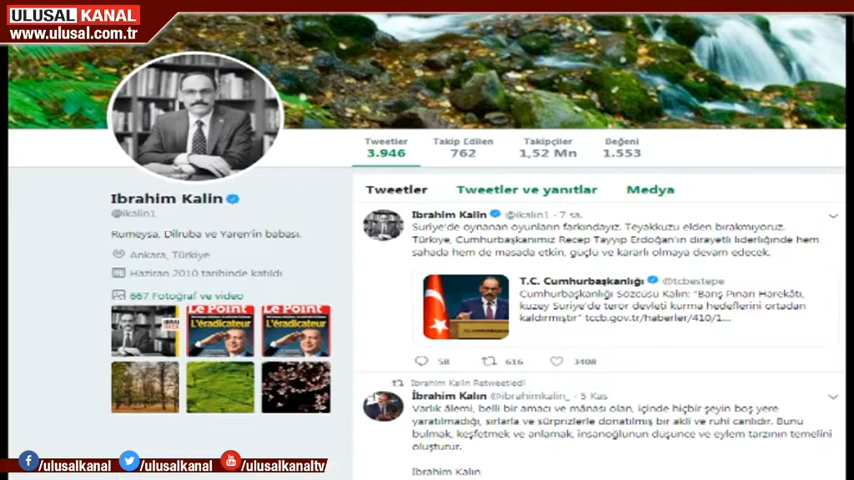 ULUSAL KANAL
www.ulusal.com.tr
Tweetler
3.946
Takip Edilen
762
Takipçiler
1,52 Mn
Beğeni
1.553
Ibrahim Kalin
@ikalin1
Rumeysa, Dilruba ve Yaren'in babası.
Ankara, Türkiye
Haziran 2010 tarihinde katıldı
667 Fotoğraf ve video
Le Point
L'éradicateur
Le Point
L'éradicateur
Tweetler Tweetler ve yanıtlar Medya
Ibrahim Kalin @ikalin1 · 7 sa.
Suriye'de oynanan oyunların farkındayız. Teyakkuzu elden bırakmıyoruz.
Türkiye, Cumhurbaşkanımız Recep Tayyip Erdoğan'ın dirayetli liderliğinde hem
sahada hem de masada etkin, güçlü ve kararlı olmaya devam edecek.
T.C. Cumhurbaşkanlığı @tcbestepe
Cumhurbaşkanlığı Sözcüsü Kalın: "Barış Pınarı Harekâtı,
kuzey Suriye'de terör devleti kurma hedeflerini ortadan
kaldırmıştır" tccb.gov.tr/haberler/410/1...
58 616 3408
Ibrahim Kalin Retweetledi
İbrahim Kalın @ibrahimkalin_ · 5 Kas
Varlık âlemi, belli bir amacı ve mânası olan, içinde hiçbir şeyin boş yere
yaratılmadığı, sırlarla ve sürprizlerle donatılmış bir akli ve ruhi canlıdır. Bunu
bulmak, keşfetmek ve anlamak, insanoğlunun düşünce ve eylem tarzının temelini
oluşturur.
İbrahim Kalın
/ulusalkanal /ulusalkanal /ulusalkanaltv